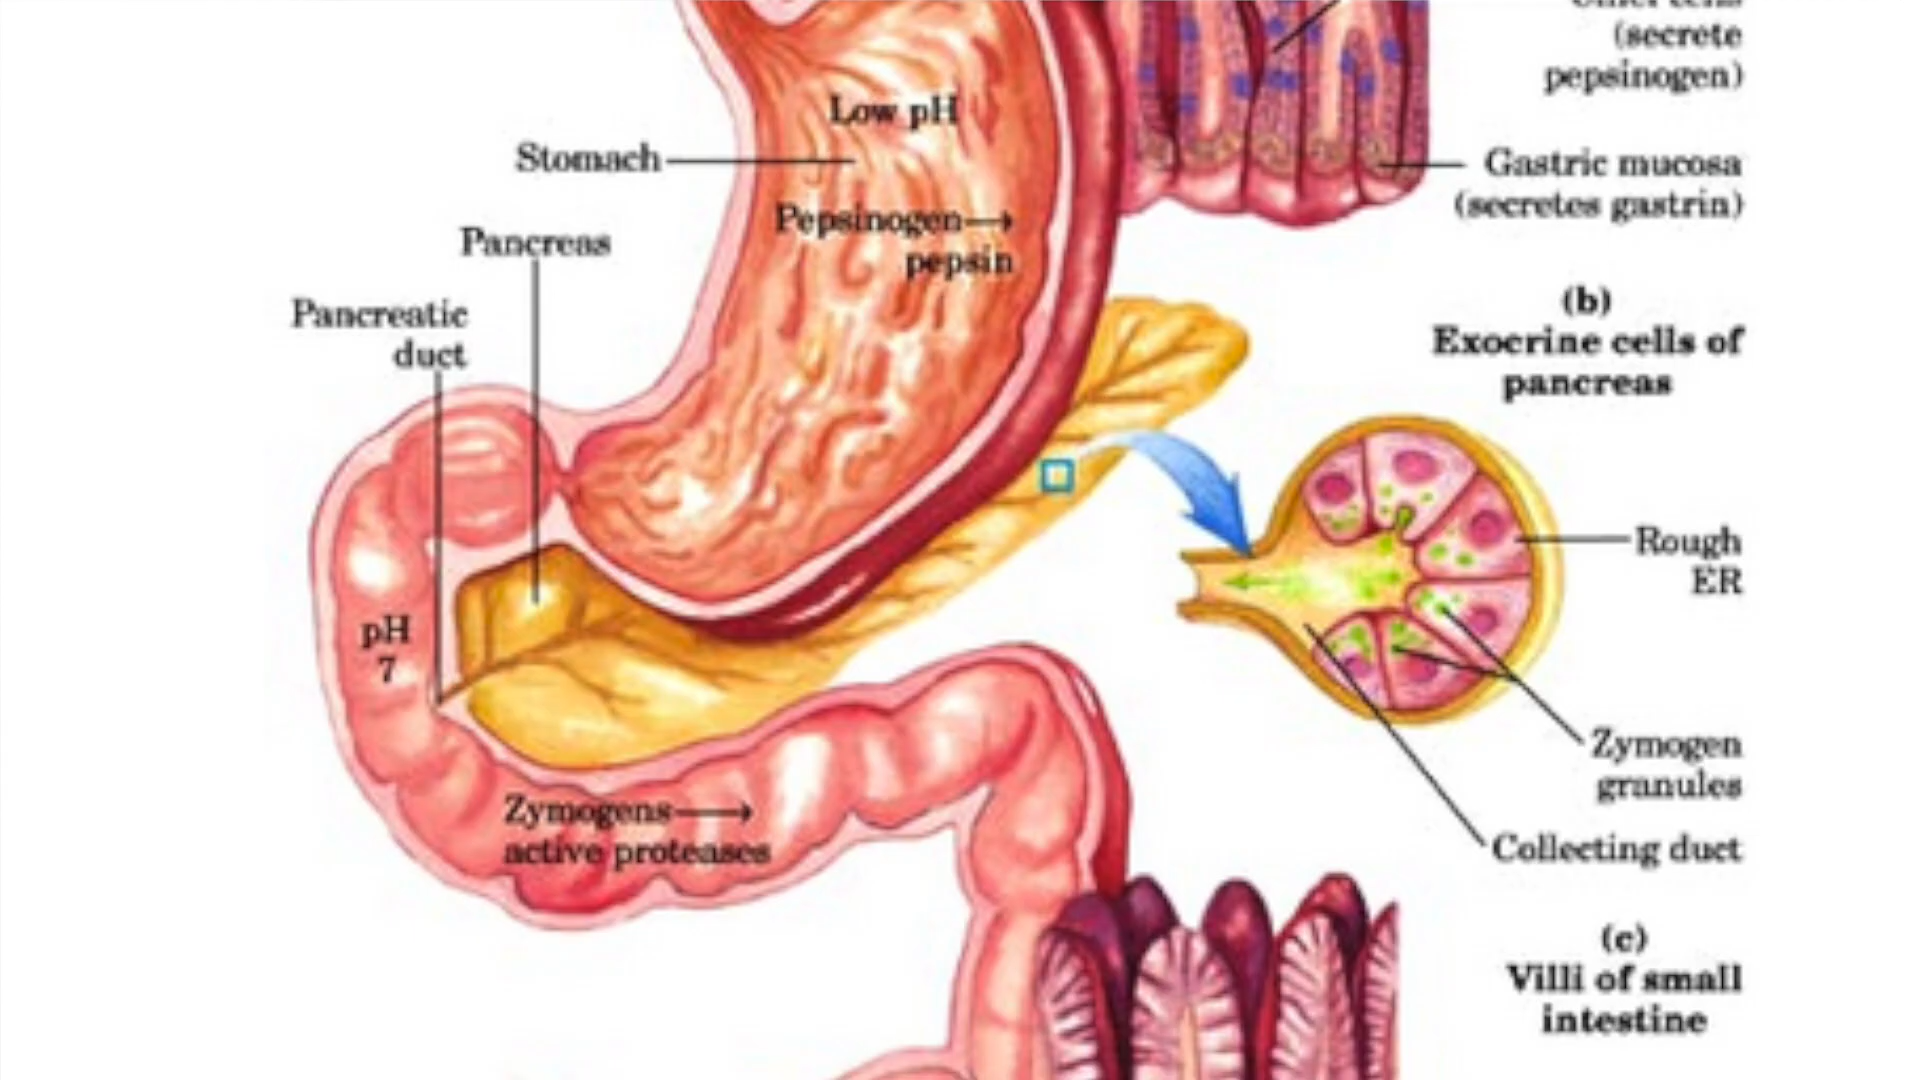 (secrete
pepsinogen)
Low pH
Stomach
Gastric mucosa
(secretes gastrin)
Pepsinogen→
pepsin
Pancreas
Pancreatic
duct
(b)
Exocrine cells of
pancreas
Rough
ER
pH
7
Zymogen
granules
Zymogens→
active proteases
Collecting duct
(c)
Villi of small
intestine